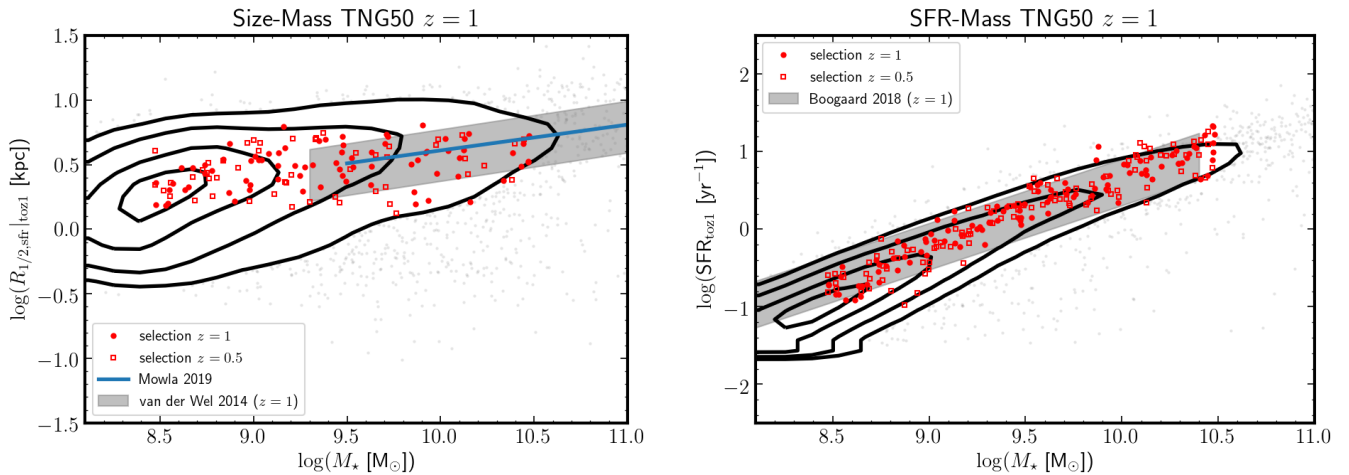 Size-Mass TNG50 z = 1
1.5
1.0
0.5
0.0
−0.5
−1.0
−1.5
log(R1/2,sfr|toz1 [kpc])
selection z = 1
selection z = 0.5
Mowla 2019
van der Wel 2014 (z = 1)
8.5 9.0 9.5 10.0 10.5 11.0
log(M⋆ [M⊙])
SFR-Mass TNG50 z = 1
2
1
0
−1
−2
log(SFRtoz1 [yr−1])
selection z = 1
selection z = 0.5
Boogaard 2018 (z = 1)
8.5 9.0 9.5 10.0 10.5 11.0
log(M⋆ [M⊙])